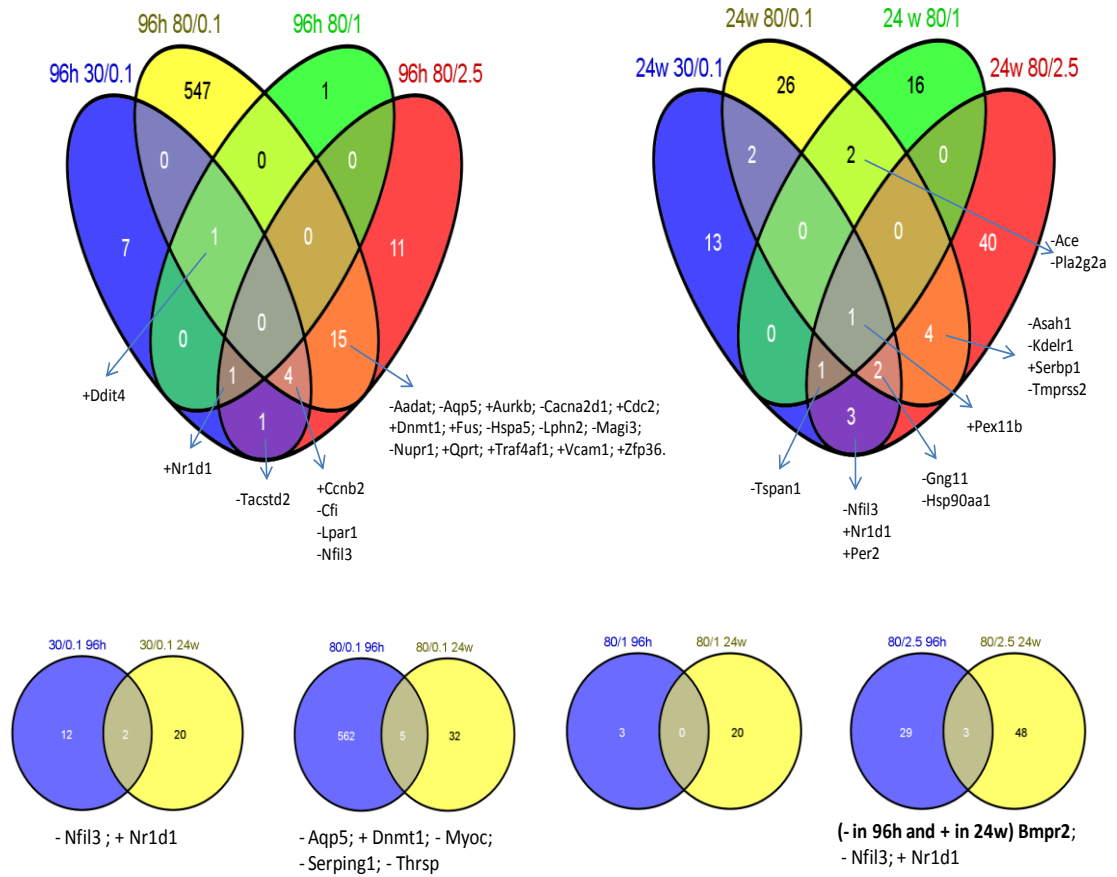 96h 80/0.1
96h 80/1
96h 30/0.1
96h 80/2.5
547
1
0
0
0
7
1
0
11
0
0
15
1
4
1
+Ddit4
+Nr1d1
-Tacstd2
+Ccnb2
-Cfi
-Lpar1
-Nfil3
-Aadat; -Aqp5; +Aurkb; -Cacna2d1; +Cdc2;
+Dnmt1; +Fus; -Hspa5; -Lphn2; -Magi3;
-Nupr1; +Qprt; +Traf4af1; +Vcam1; +Zfp36.
24w 80/0.1
24 w 80/1
24w 30/0.1
24w 80/2.5
26
16
2
2
0
13
0
0
40
0
1
4
1
2
3
-Ace
-Pla2g2a
-Asah1
-Kdelr1
+Serbp1
-Tmprss2
+Pex11b
-Gng11
-Hsp90aa1
-Tspan1
-Nfil3
+Nr1d1
+Per2
30/0.1 96h
30/0.1 24w
12
2
20
- Nfil3 ; + Nr1d1
80/0.1 96h
80/0.1 24w
562
5
32
- Aqp5; + Dnmt1; - Myoc;
- Serping1; - Thrsp
80/1 96h
80/1 24w
3
0
20
80/2.5 96h
80/2.5 24w
29
3
48
(- in 96h and + in 24w) Bmpr2;
- Nfil3; + Nr1d1